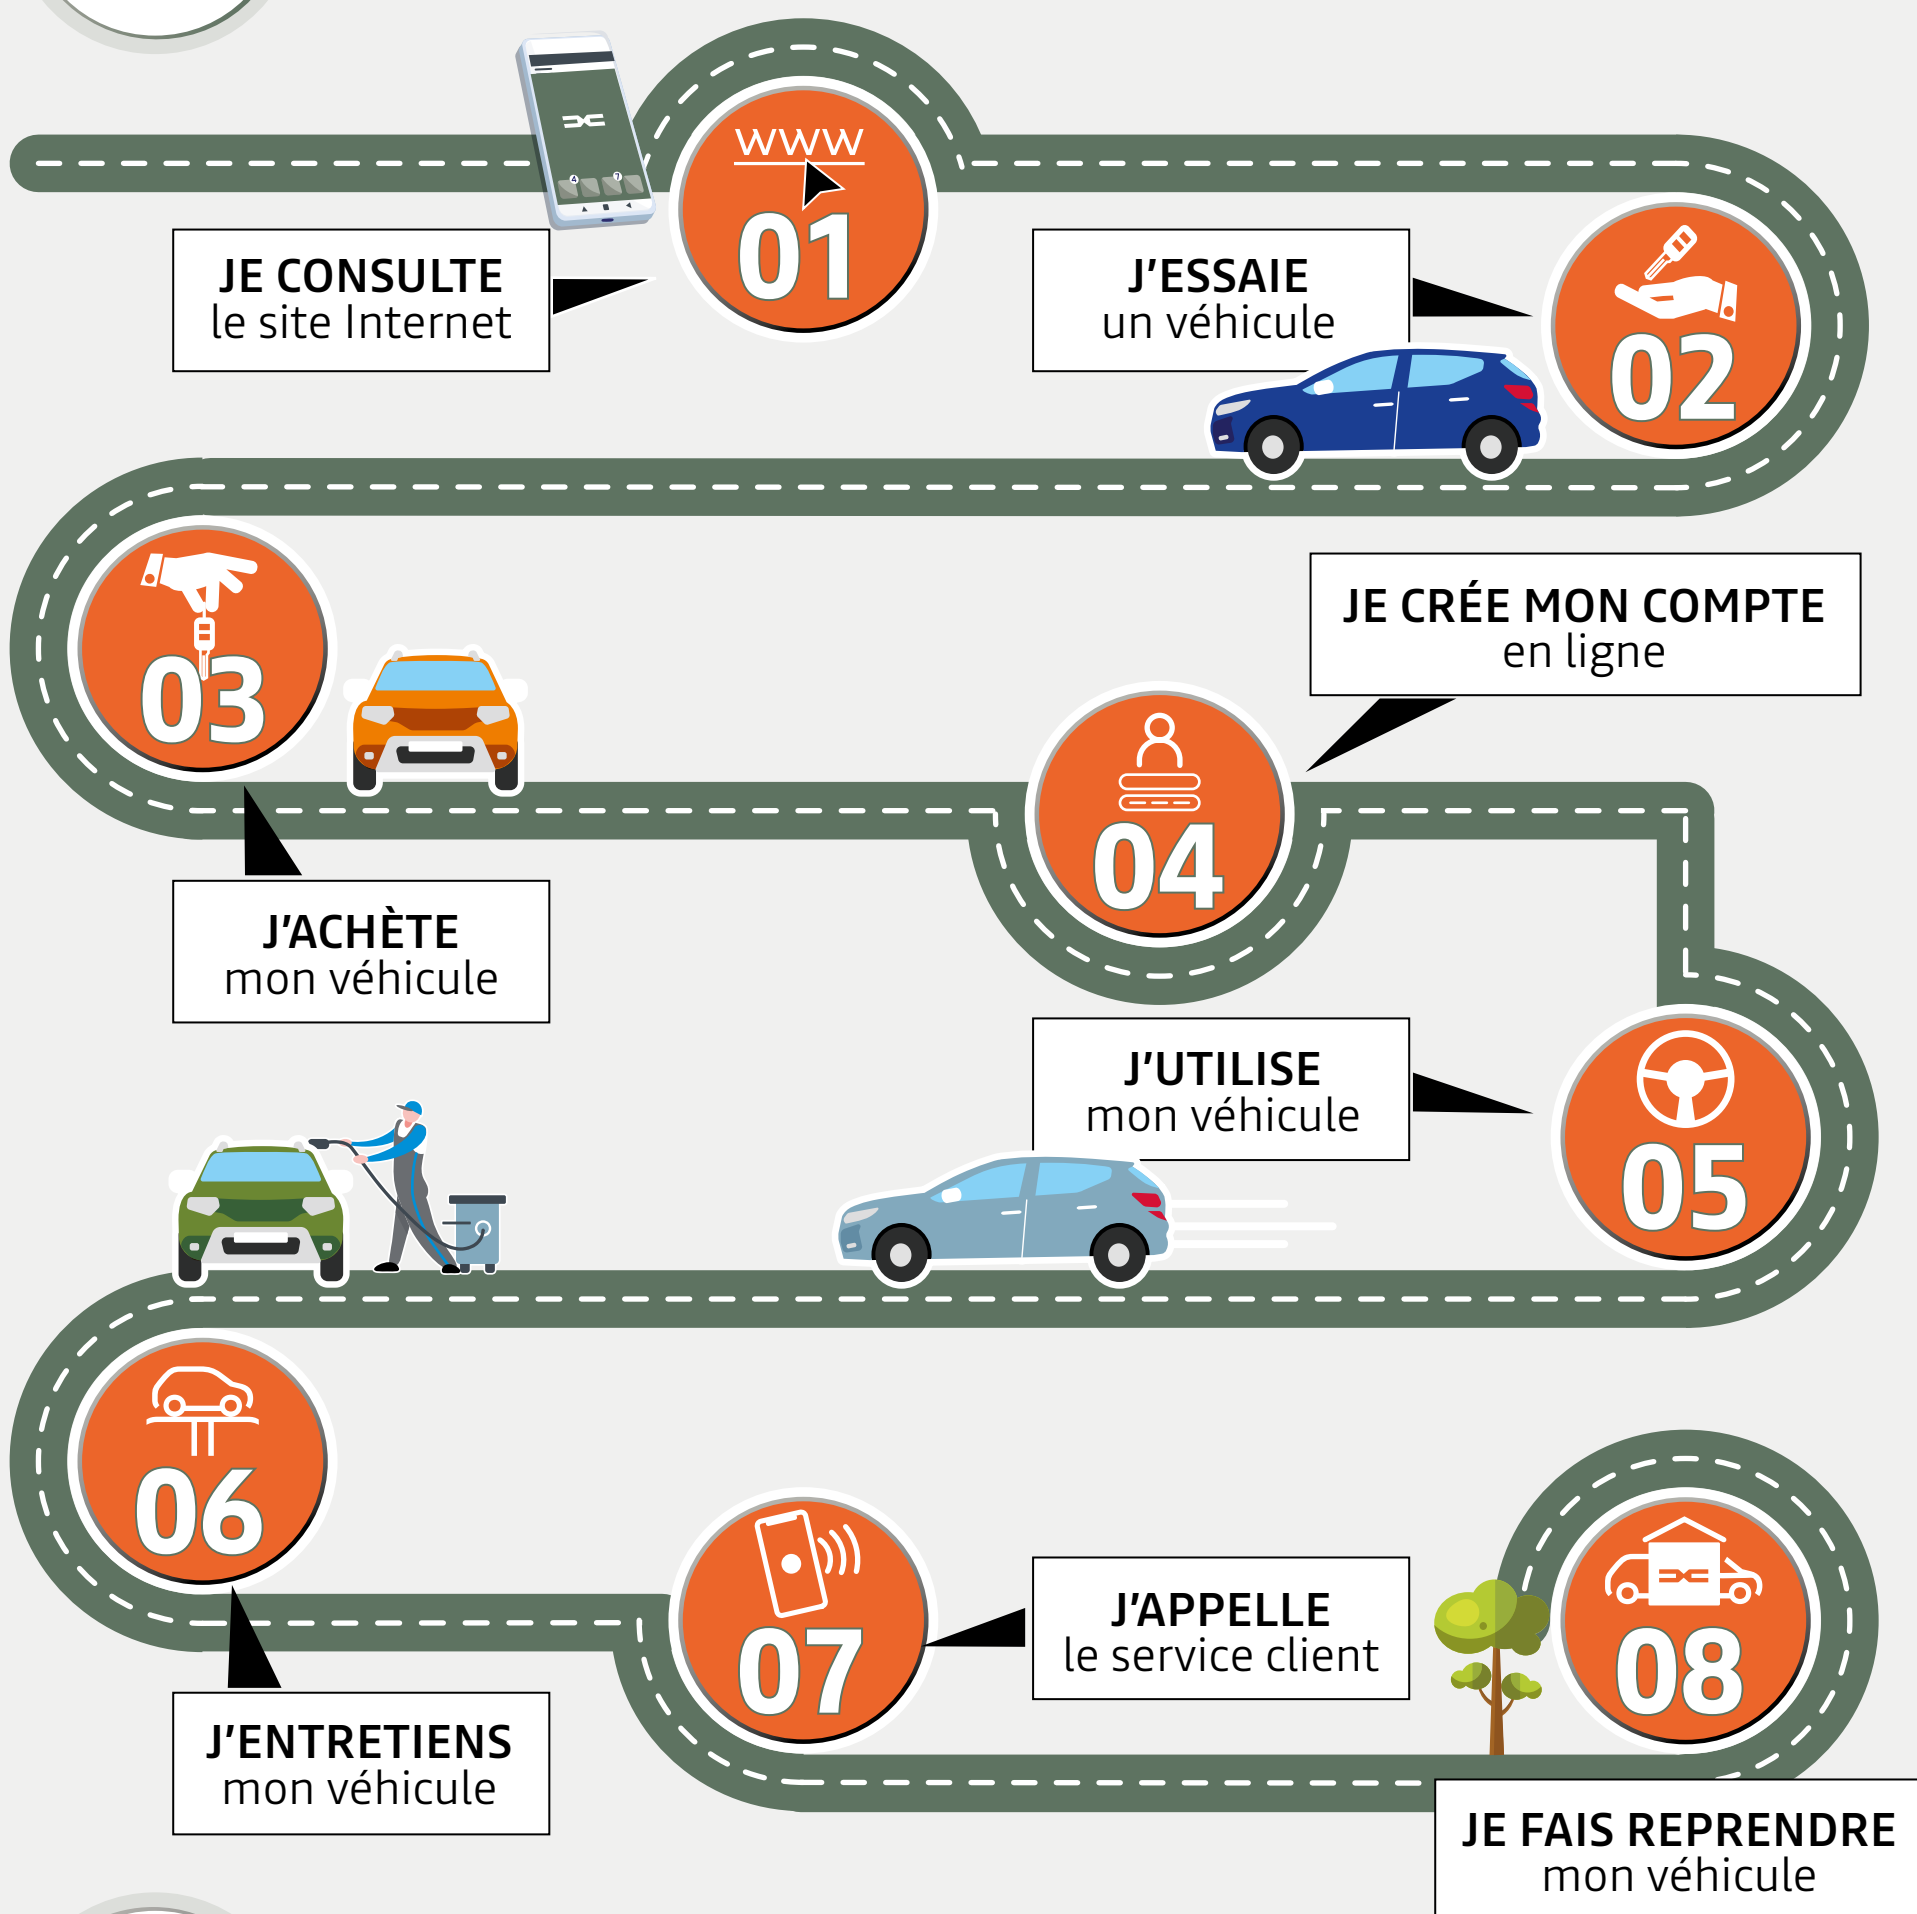 www
01
JE CONSULTE
le site Internet
J’ESSAIE
un véhicule
02
03
J’ACHÈTE
mon véhicule
JE CRÉE MON COMPTE
en ligne
04
J’UTILISE
mon véhicule
05
06
J’ENTRETIENS
mon véhicule
07
J’APPELLE
le service client
08
JE FAIS REPRENDRE
mon véhicule